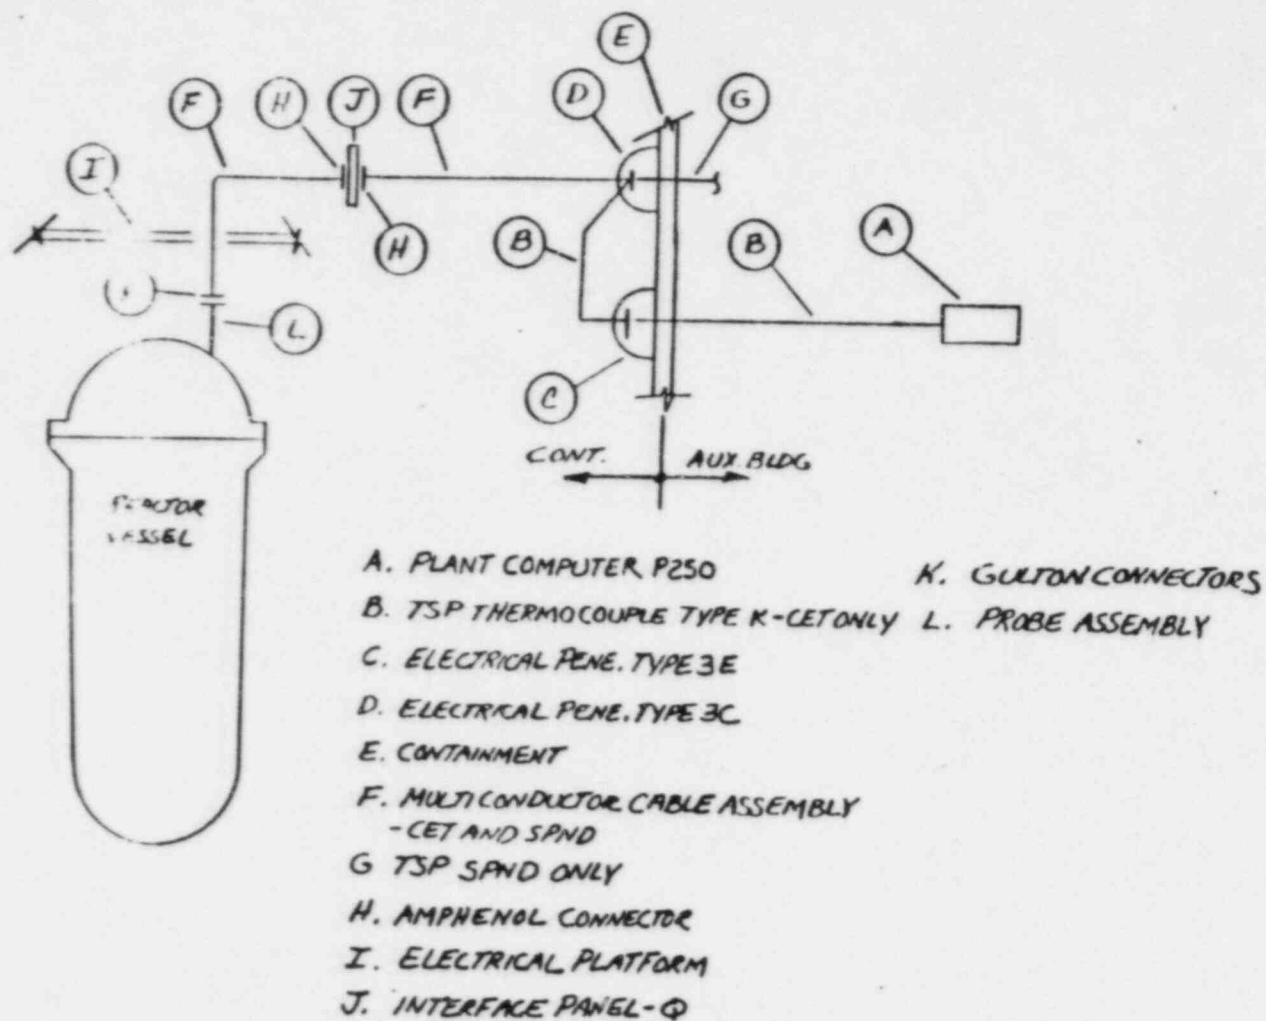 E
D
G
F
H
J
F
I
H
B
B
A
L
C
CONT.
AUX. BLDG
VESSEL
A. PLANT COMPUTER P250
B. TSP THERMOCOUPLE TYPE K-CET ONLY
C. ELECTRICAL PENE. TYPE 3E
D. ELECTRICAL PENE. TYPE 3C
E. CONTAINMENT
F. MULTICONDUCTOR CABLE ASSEMBLY
-CET AND SPND
G TSP SPND ONLY
H. AMPHENOL CONNECTOR
I. ELECTRICAL PLATFORM
J. INTERFACE PANEL-Q
K. GULTON CONNECTORS
L. PROBE ASSEMBLY